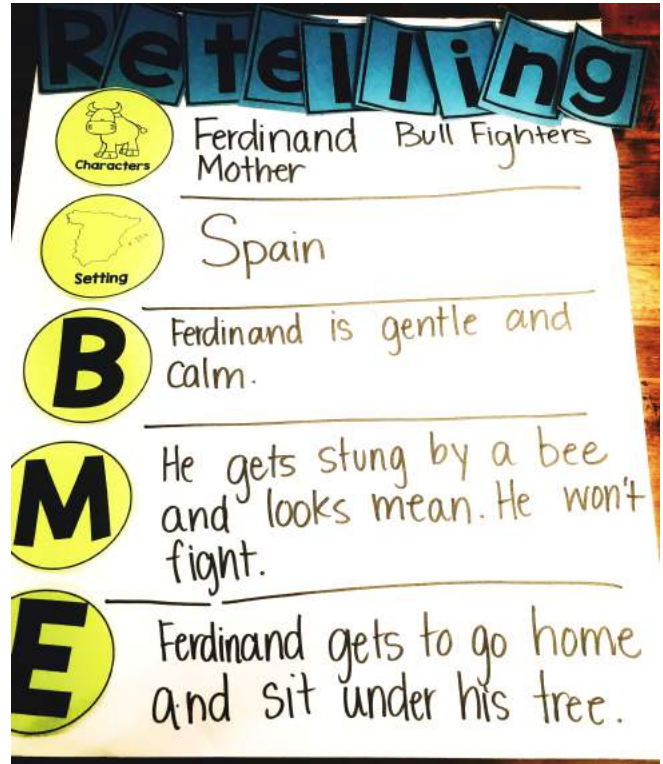 Retelling
Characters
Ferdinand Bull Fighters
Mother
Setting
Spain
B
Ferdinand is gentle and
calm.
M
He gets stung by a bee
and looks mean. He won't
fight.
E
Ferdinand gets to go home
and sit under his tree.